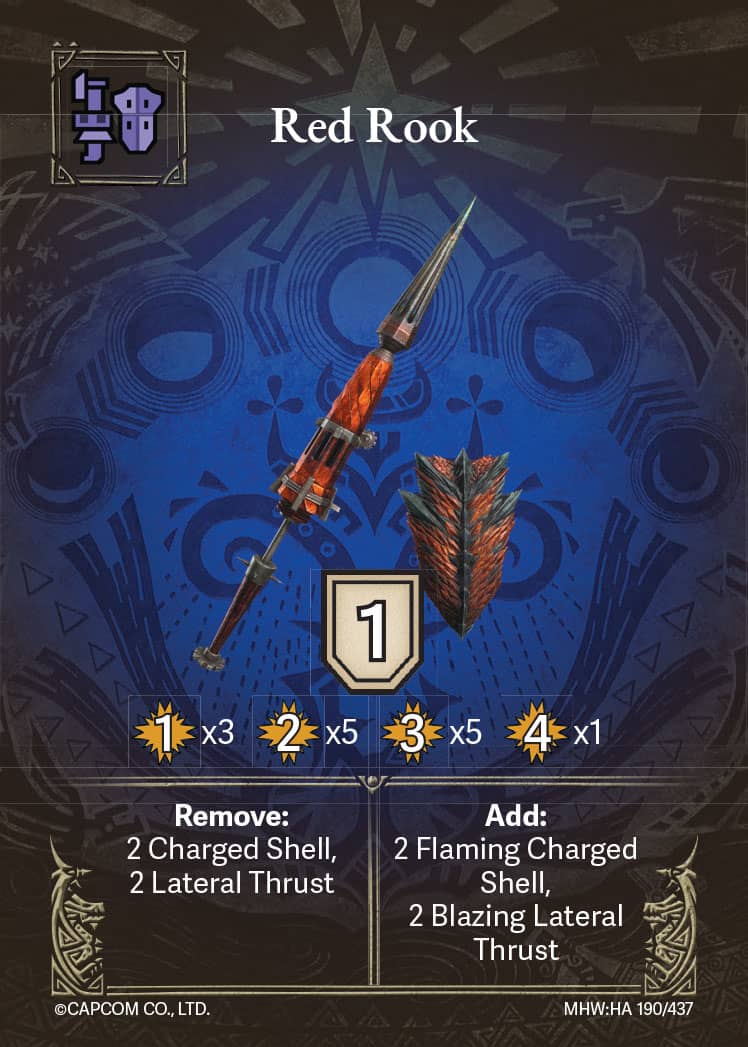 Red Rook
1
1 x3 2 x5 3 x5 4 x1
Remove:
2 Charged Shell,
2 Lateral Thrust
Add:
2 Flaming Charged
Shell,
2 Blazing Lateral
Thrust
©CAPCOM CO., LTD.
MHW:HA 190/437